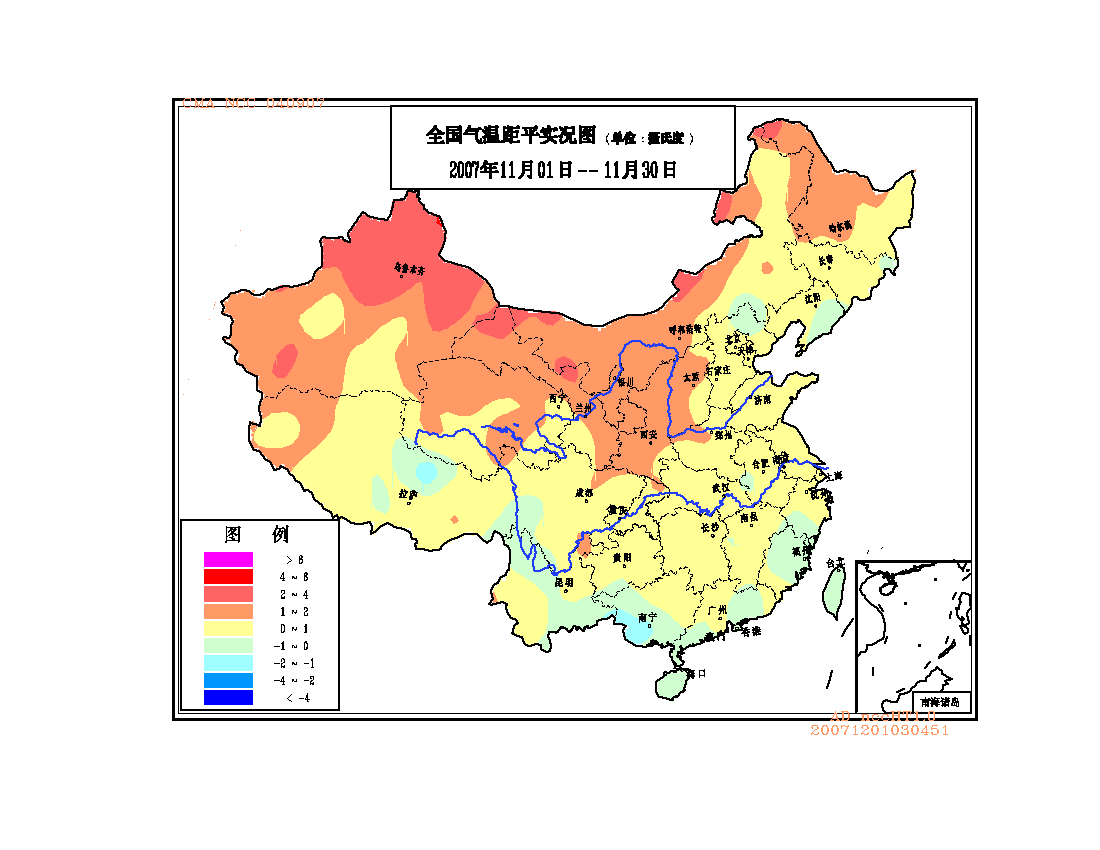 CMA NCC 040902
全国气温距平实况图 (单位:摄氏度)
2007年11月01日 -- 11月30日
哈尔滨
长春
乌鲁木齐
沈阳
呼和浩特
北京
天津
石家庄
太原
银川
济南
西宁
兰州
西安
郑州
合肥
南京
上海
拉萨
成都
武汉
杭州
重庆
长沙
南昌
贵阳
福州
台北
昆明
南宁
广州
澳门
香港
海口
图 例
> 6
4 ~ 6
2 ~ 4
1 ~ 2
0 ~ 1
-1 ~ 0
-2 ~ -1
-4 ~ -2
< -4
南海诸岛
20071201030451